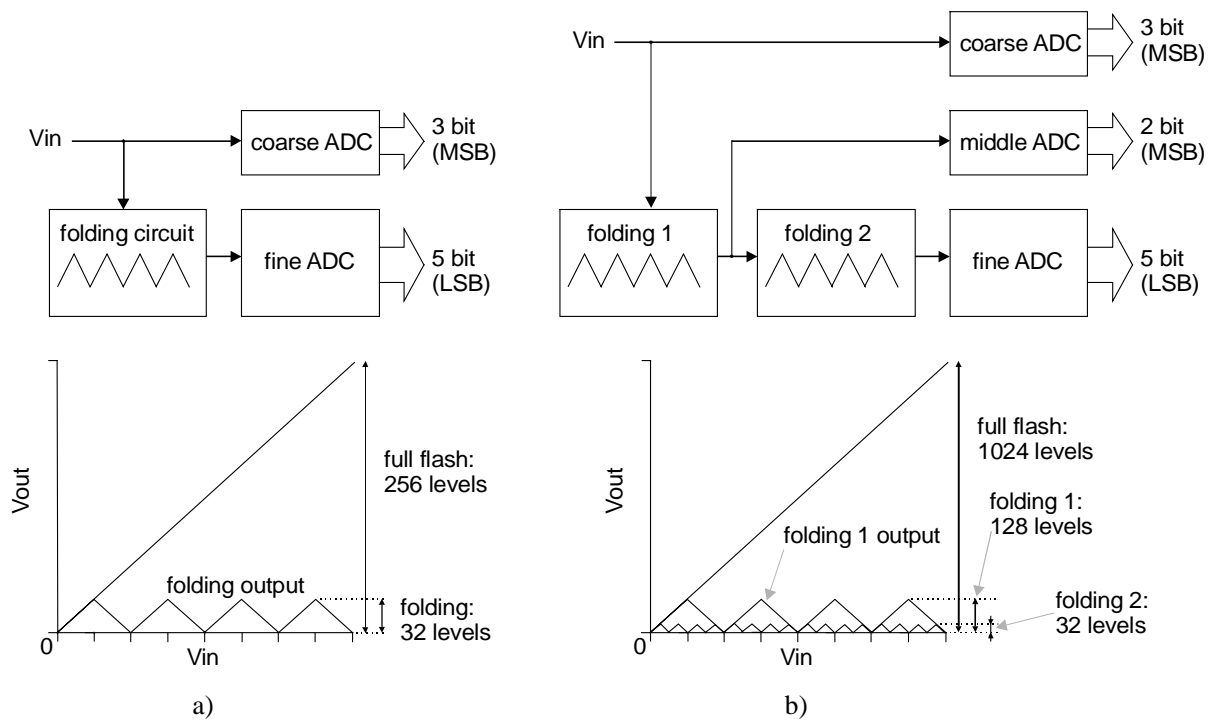 Vin
coarse ADC
3 bit
(MSB)
folding circuit
fine ADC
5 bit
(LSB)
Vout
full flash:
256 levels
folding output
folding:
32 levels
0
Vin
a)
Vin
coarse ADC
3 bit
(MSB)
middle ADC
2 bit
(MSB)
folding 1
folding 2
fine ADC
5 bit
(LSB)
Vout
full flash:
1024 levels
folding 1:
128 levels
folding 1 output
folding 2:
32 levels
0
Vin
b)